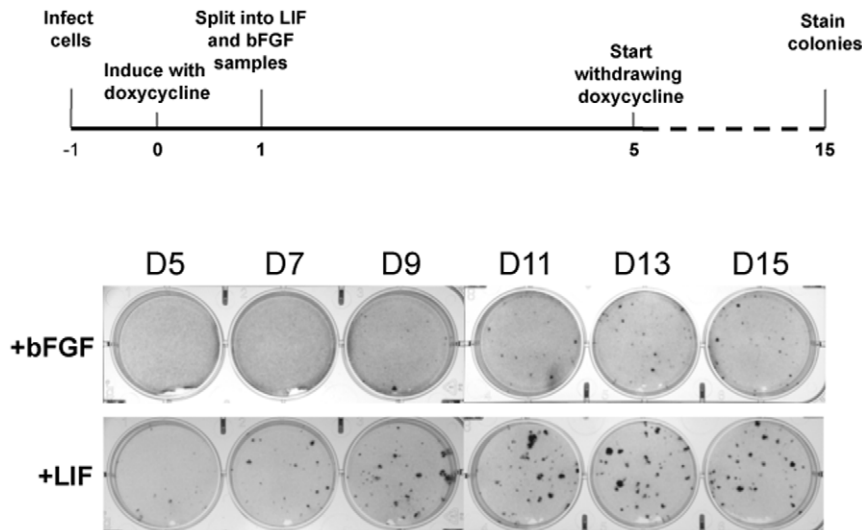 Infect
cells
Induce with
doxycycline
Split into LIF
and bFGF
samples
Start
withdrawing
doxycycline
Stain
colonies
-1
0
1
5
15
D5
D7
D9
D11
D13
D15
+bFGF
+LIF